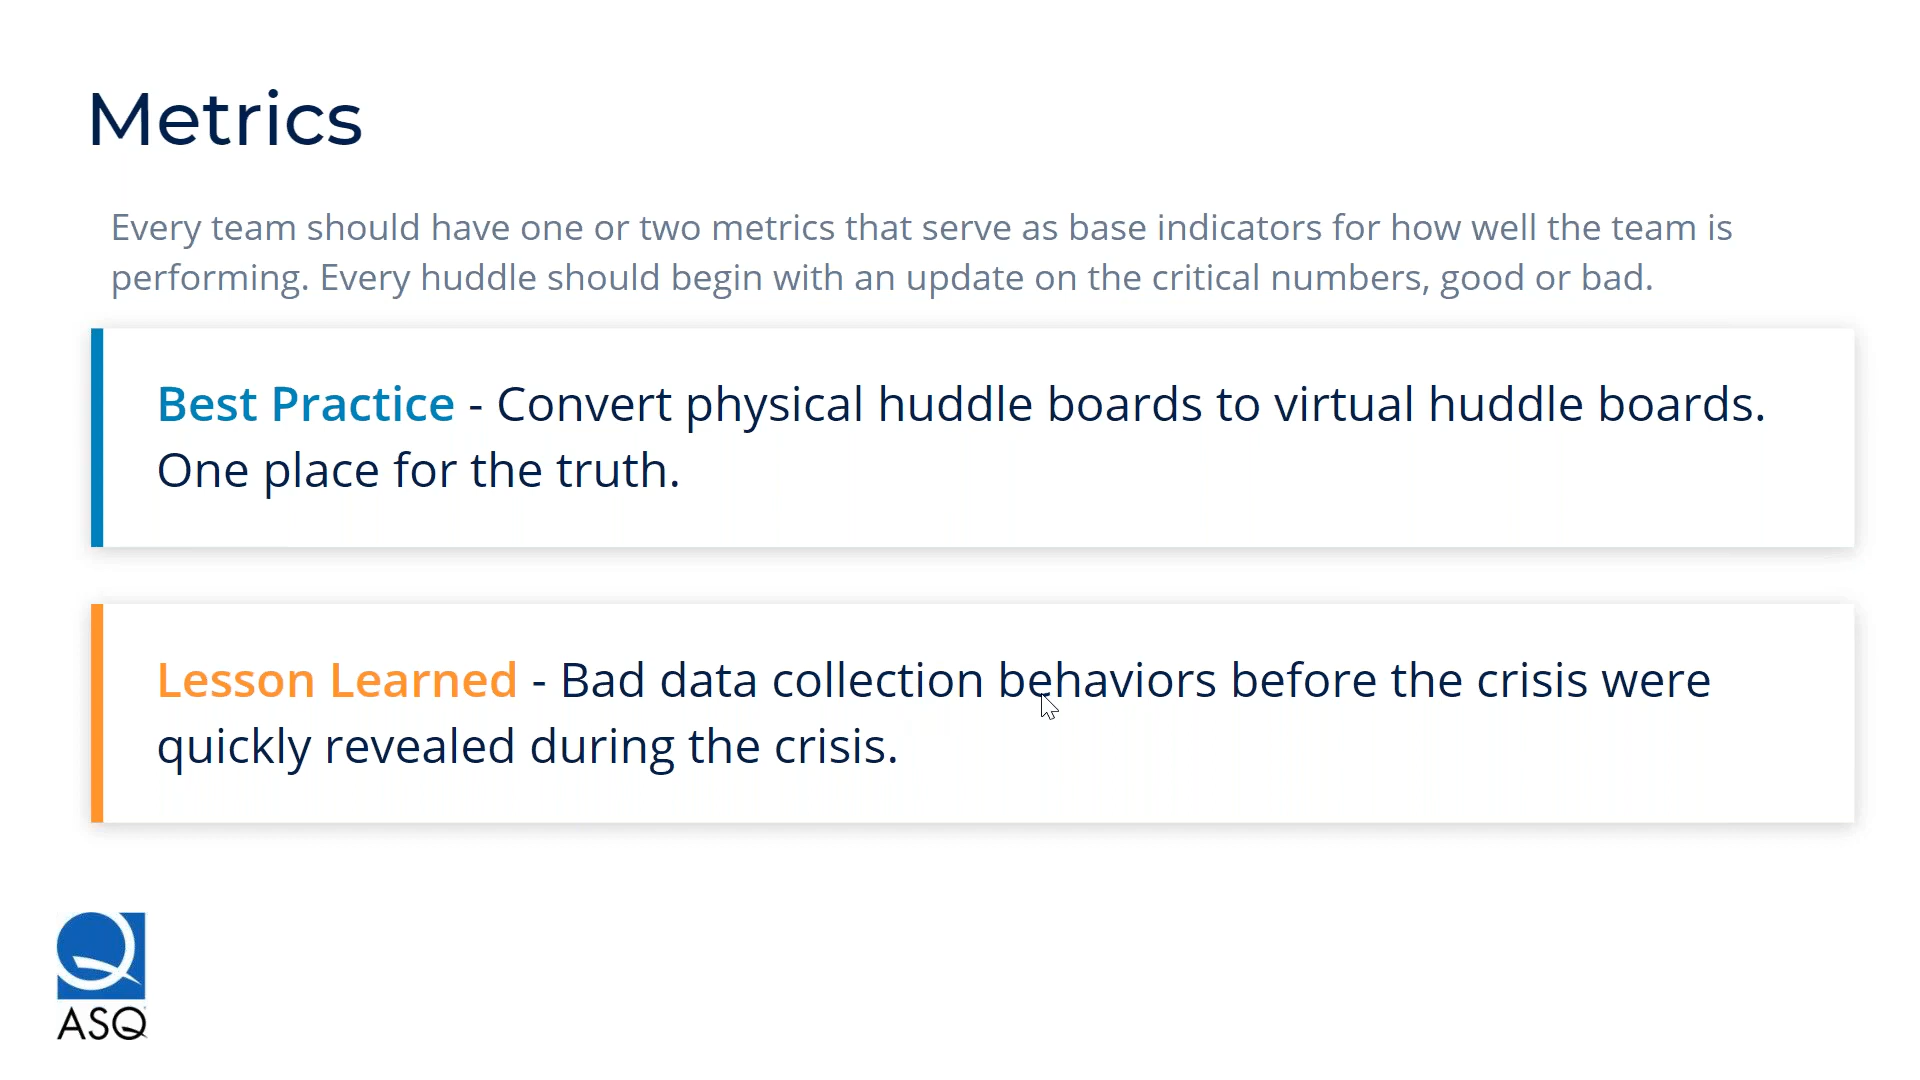 Metrics
Every team should have one or two metrics that serve as base indicators for how well the team is
performing. Every huddle should begin with an update on the critical numbers, good or bad.
Best Practice - Convert physical huddle boards to virtual huddle boards.
One place for the truth.
Lesson Learned - Bad data collection behaviors before the crisis were
quickly revealed during the crisis.
ASQ